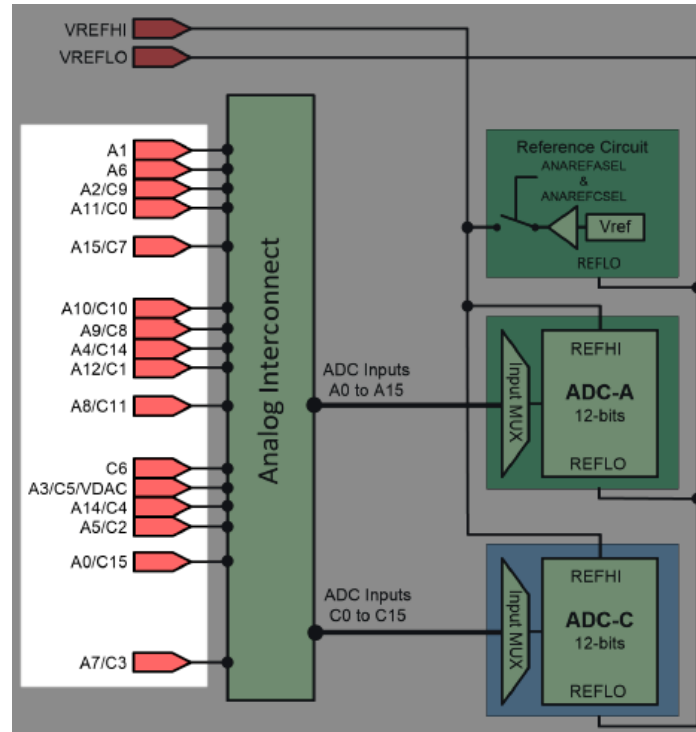 VREFHI
VREFLO
A1
A6
A2/C9
A11/C0
A15/C7
A10/C10
A9/C8
A4/C14
A12/C1
A8/C11
C6
A3/C5/VDAC
A14/C4
A5/C2
A0/C15
A7/C3
Analog Interconnect
ADC Inputs
A0 to A15
ADC Inputs
C0 to C15
Reference Circuit
ANAREFASEL
&
ANAREFCSEL
Vref
REFLO
Input MUX
REFHI
ADC-A
12-bits
REFLO
Input MUX
REFHI
ADC-C
12-bits
REFLO